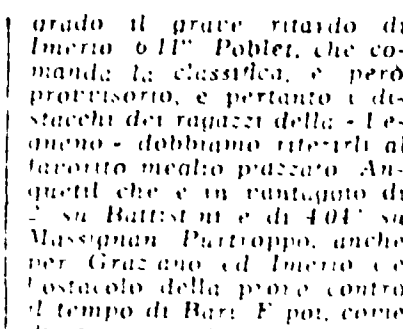 grado il grave ritardo di
Imerio 6'11" Poblet, che co-
manda la classifica, e però
provvisorio, e pertanto i di-
stacchi dei ragazzi della - Le-
gnano - dobbiamo riferirli al
favorito meglio piazzato An-
quetil che e in vantaggio di
su Battistini e di 4'01" su
Massignan Purtroppo, anche
per Graziano ed Imerio c'e
l'ostacolo della prova contro
il tempo di Bari E poi, come